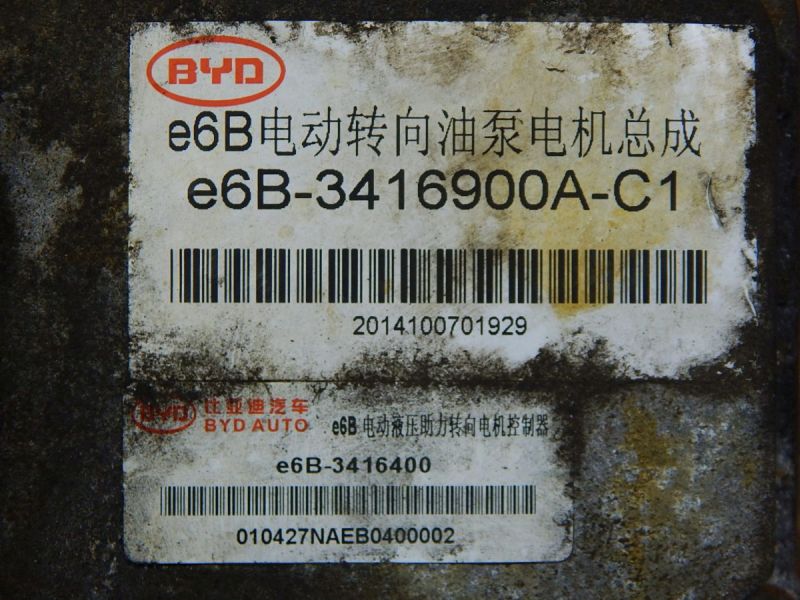 BYD
e6B电动转向油泵电机总成
e6B-3416900A-C1
2014100701929
BYD 比亚迪汽车
BYD AUTO
e6B 电动液压助力转向电机控制器
e6B-3416400
010427NAEB0400002